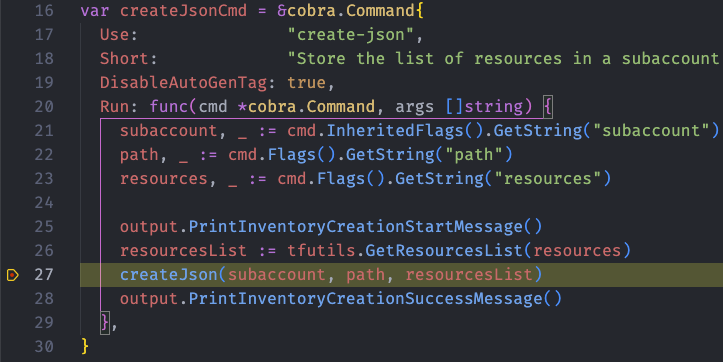 16 var createJsonCmd = &cobra.Command{
17   Use:               "create-json",
18   Short:             "Store the list of resources in a subaccount
19   DisableAutoGenTag: true,
20   Run: func(cmd *cobra.Command, args []string) {
21     subaccount, _ := cmd.InheritedFlags().GetString("subaccount")
22     path, _ := cmd.Flags().GetString("path")
23     resources, _ := cmd.Flags().GetString("resources")
24
25     output.PrintInventoryCreationStartMessage()
26     resourcesList := tfutils.GetResourcesList(resources)
27     createJson(subaccount, path, resourcesList)
28     output.PrintInventoryCreationSuccessMessage()
29   },
30 }